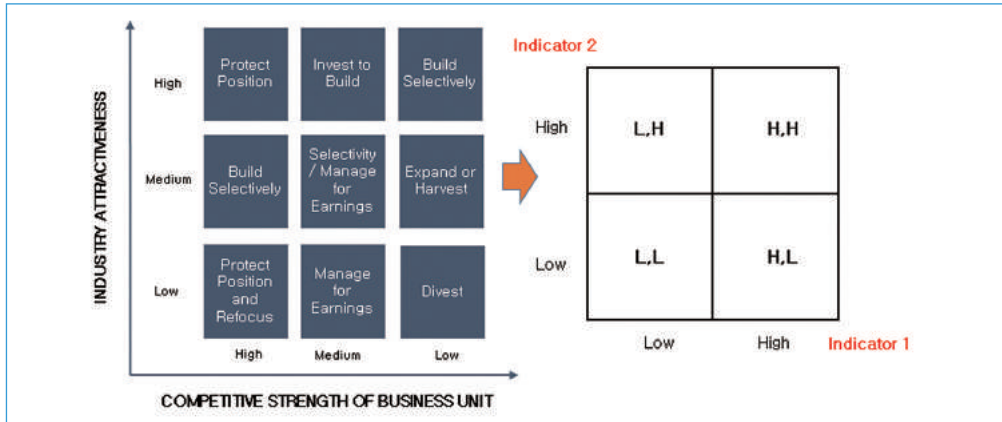 INDUSTRY ATTRACTIVENESS
High
Protect
Position
Invest to
Build
Build
Selectively
Medium
Build
Selectively
Selectivity
/ Manage
for
Earnings
Expand or
Harvest
Low
Protect
Position
and
Refocus
Manage
for
Earnings
Divest
High
Medium
Low
COMPETITIVE STRENGTH OF BUSINESS UNIT
Indicator 2
High
L,H
H,H
Low
L,L
H,L
Low
High
Indicator 1